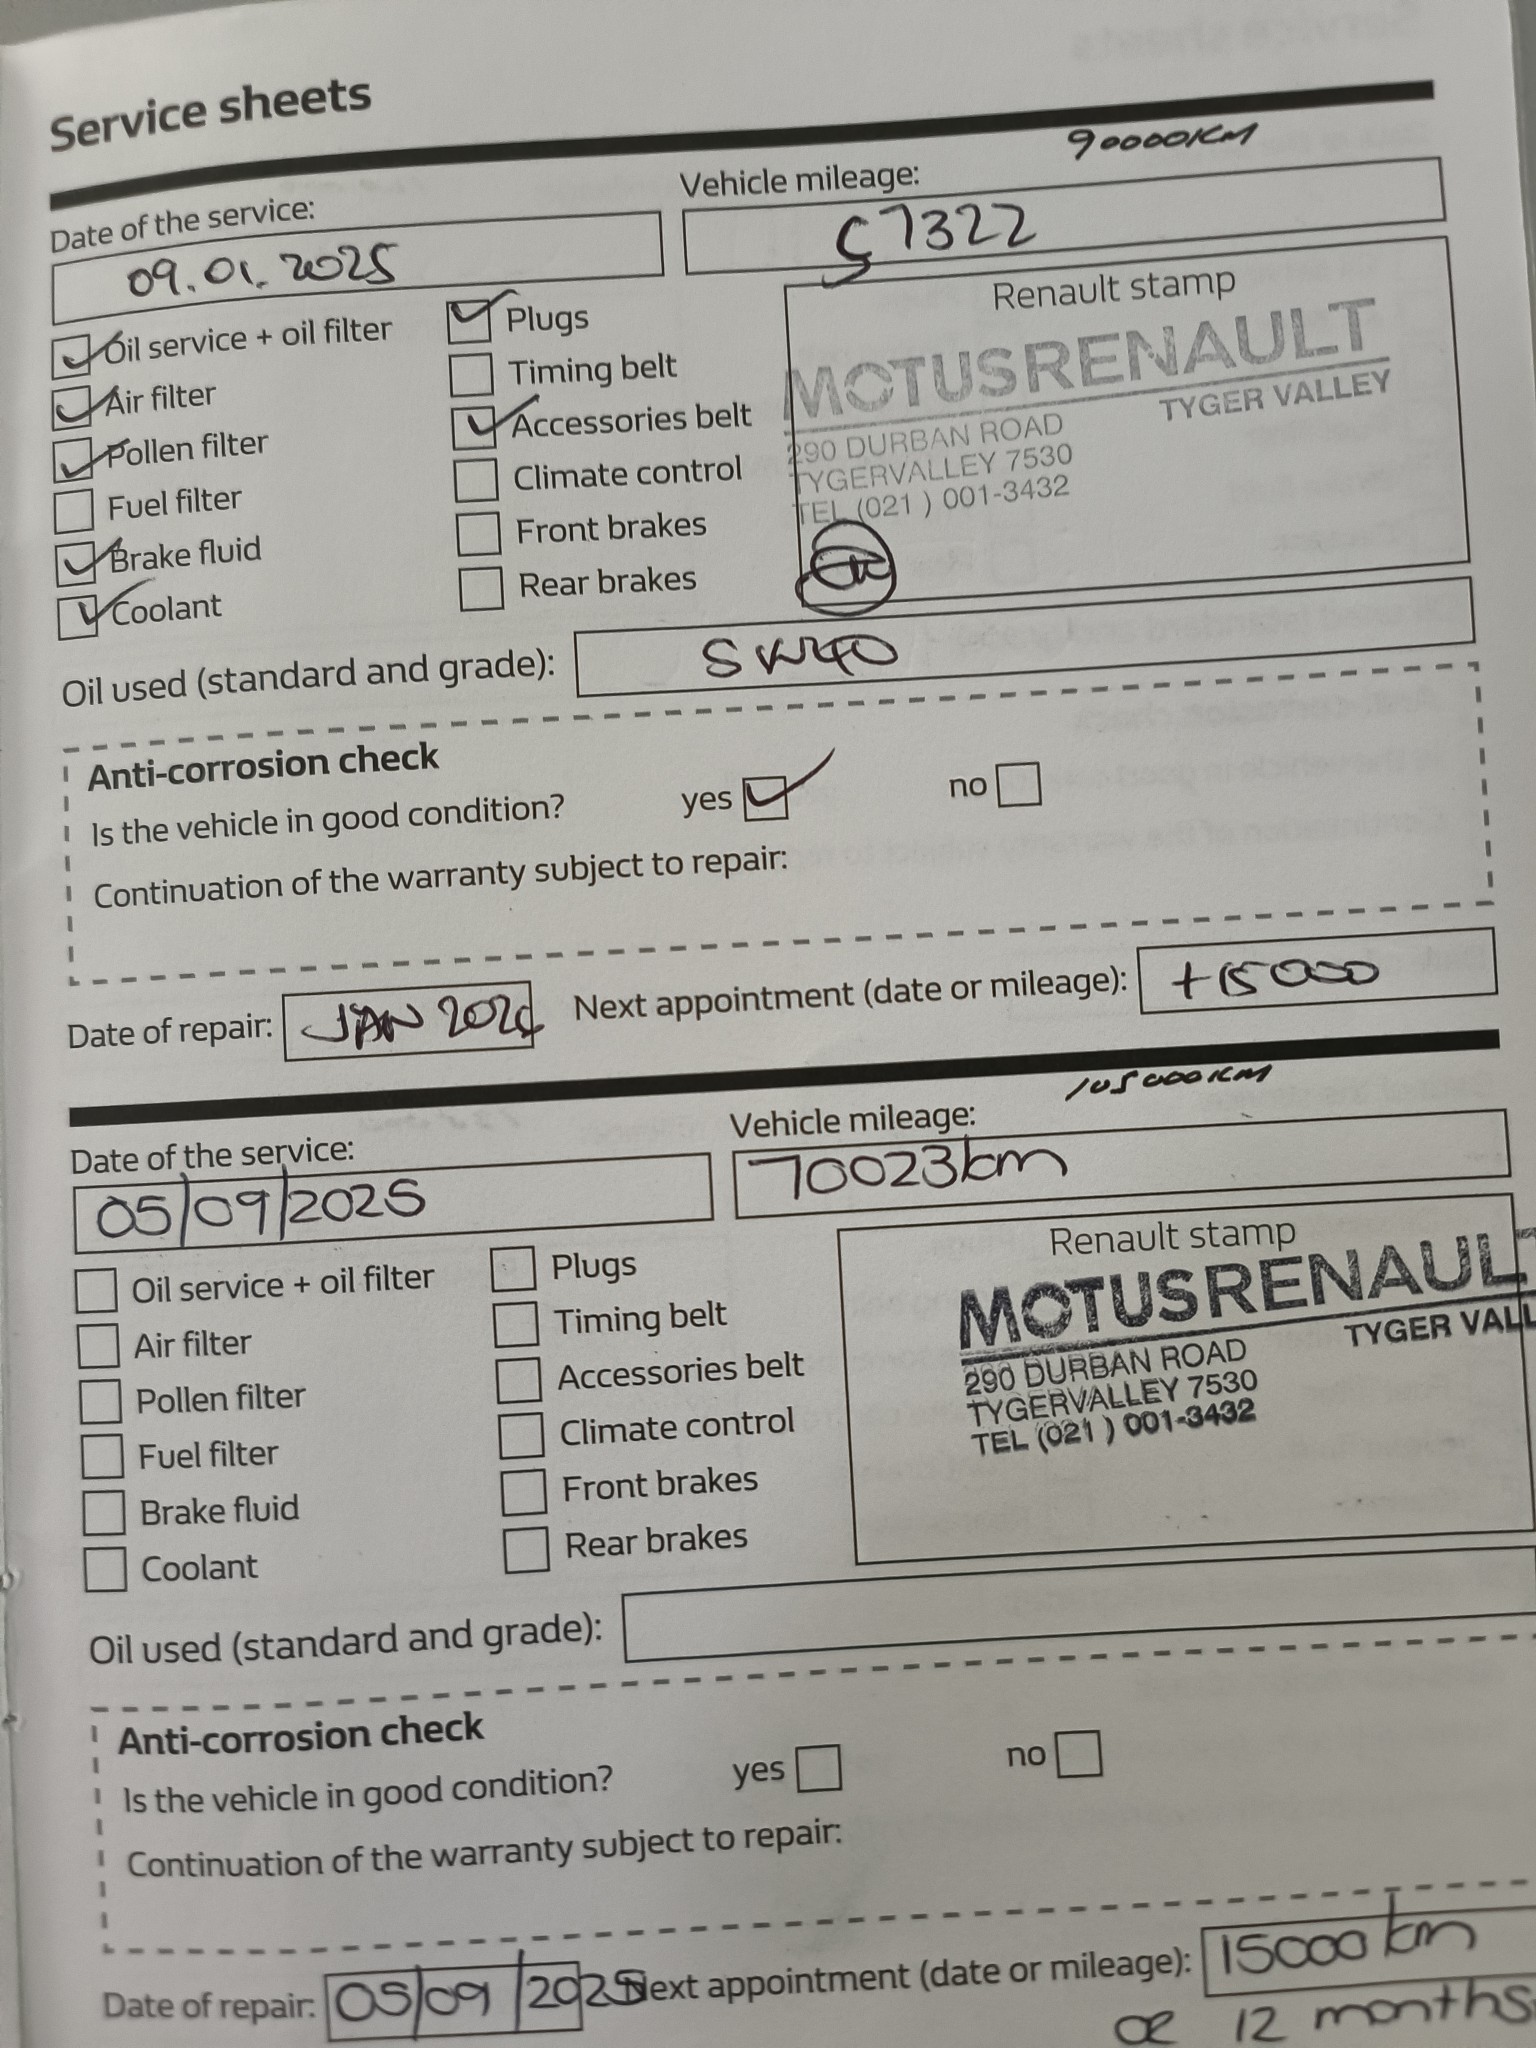 Service sheets
90000KM
Date of the service: Vehicle mileage:
09.01.2025 57322
Oil service + oil filter Plugs Renault stamp
Air filter Timing belt MOTUSRENAULT
Pollen filter Accessories belt TYGER VALLEY
Fuel filter Climate control 290 DURBAN ROAD
Brake fluid Front brakes TYGERVALLEY 7530
Coolant Rear brakes TEL (021) 001-3432
Oil used (standard and grade): 5W40
Anti-corrosion check
Is the vehicle in good condition? yes no
Continuation of the warranty subject to repair:
Date of repair: JAN 2026 Next appointment (date or mileage): +15000
105000KM
Date of the service: Vehicle mileage:
05/09/2025 70023km
Oil service + oil filter Plugs Renault stamp
Air filter Timing belt MOTUSRENAUL
Pollen filter Accessories belt TYGER VALL
Fuel filter Climate control 290 DURBAN ROAD
Brake fluid Front brakes TYGERVALLEY 7530
Coolant Rear brakes TEL (021) 001-3432
Oil used (standard and grade):
Anti-corrosion check
Is the vehicle in good condition? yes no
Continuation of the warranty subject to repair:
Date of repair: 05/09/2025 Next appointment (date or mileage): 15000km
or 12 months